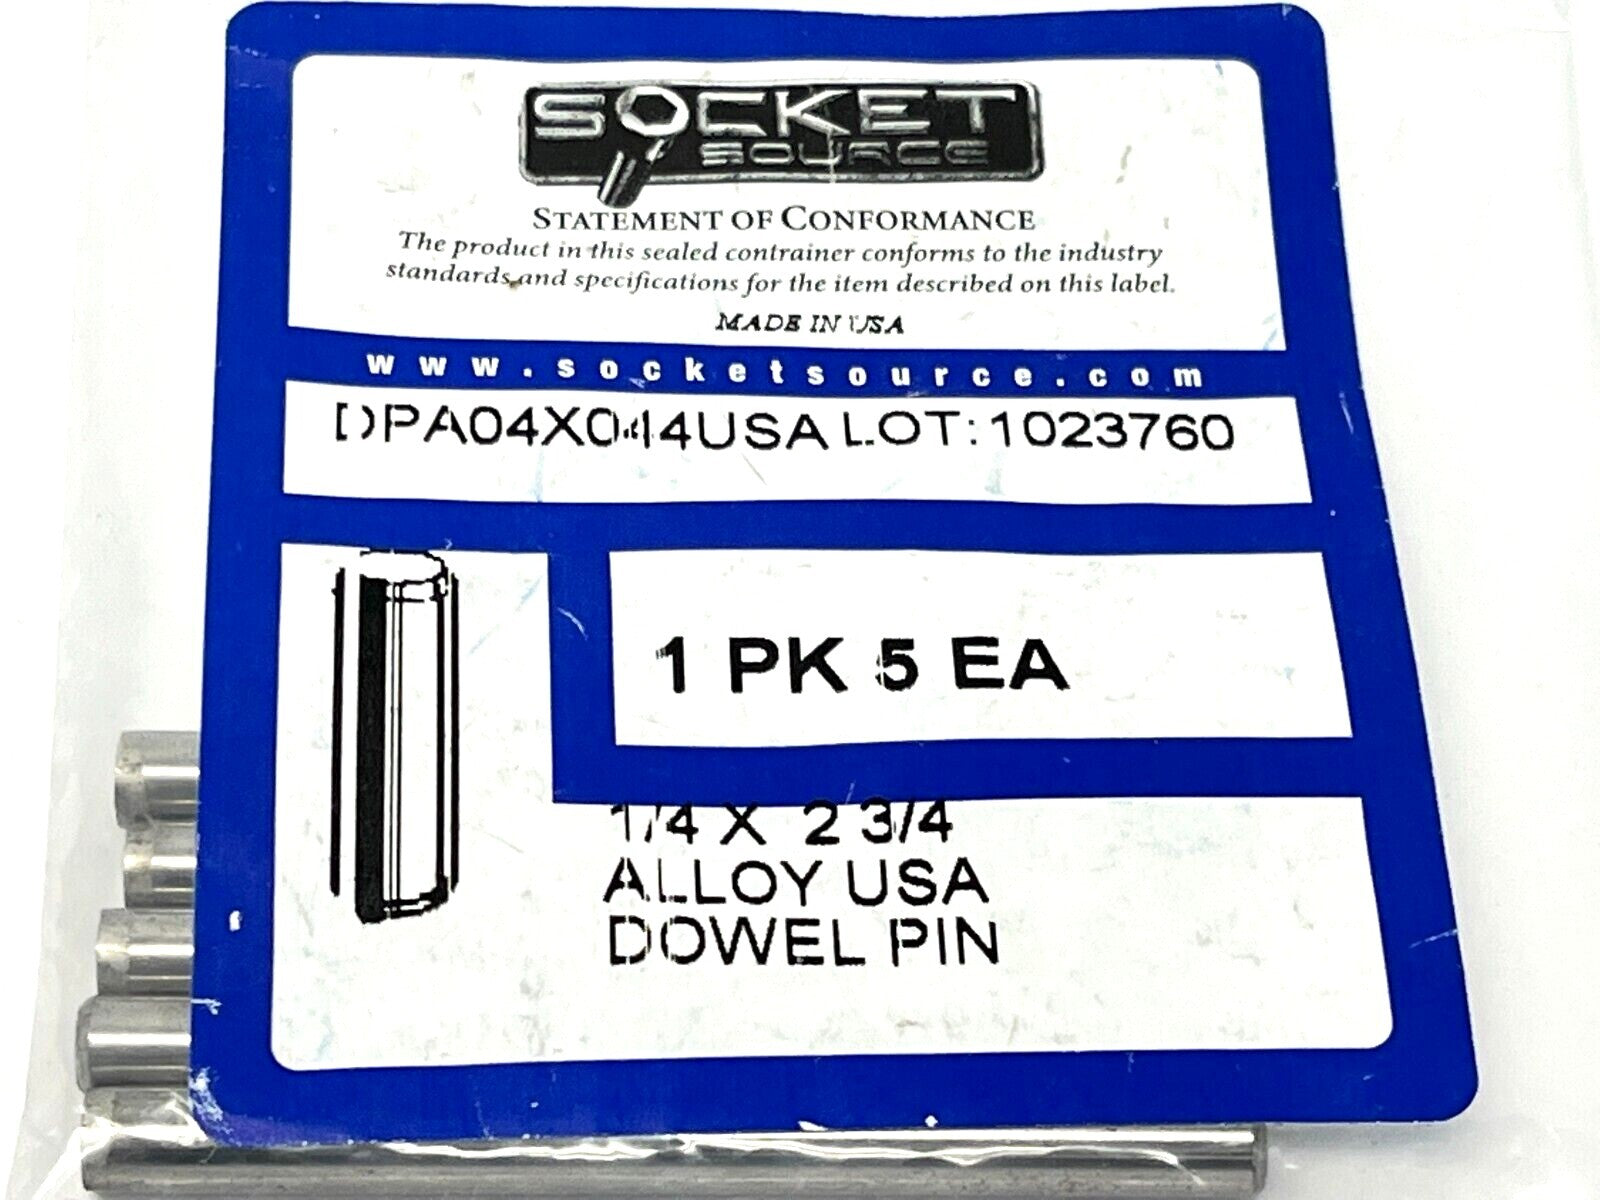 SOCKET
SOURCE
STATEMENT OF CONFORMANCE
The product in this sealed contrainer conforms to the industry
standards and specifications for the item described on this label.
MADE IN USA
www.socketsource.com
DPA04X044USA LOT: 1023760
1 PK 5 EA
1/4 X 2 3/4
ALLOY USA
DOWEL PIN